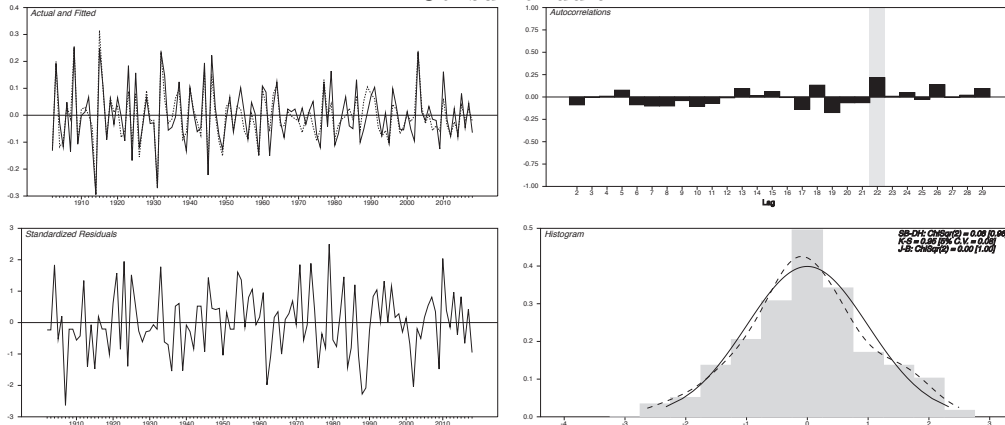 Actual and Fitted
0.4
0.3
0.2
0.1
0.0
-0.1
-0.2
-0.3
1910 1920 1930 1940 1950 1960 1970 1980 1990 2000 2010
Autocorrelations
1.00
0.75
0.50
0.25
0.00
-0.25
-0.50
-0.75
-1.00
2 3 4 5 6 7 8 9 10 11 12 13 14 15 16 17 18 19 20 21 22 23 24 25 26 27 28 29
Lag
Standardized Residuals
3
2
1
0
-1
-2
-3
1910 1920 1930 1940 1950 1960 1970 1980 1990 2000 2010
Histogram
SB-DH: ChiSqr(2) = 0.08 [0.96]
K-S = 0.95 [5% C.V. = 0.08]
J-B: ChiSqr(2) = 0.00 [1.00]
0.5
0.4
0.3
0.2
0.1
0.0
-4 -3 -2 -1 0 1 2 3